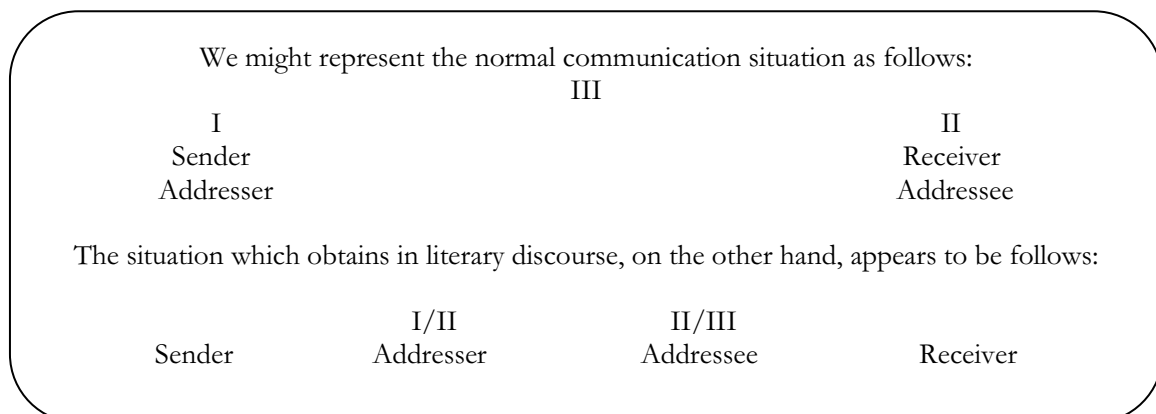 We might represent the normal communication situation as follows:
III
I II
Sender Receiver
Addresser Addressee
The situation which obtains in literary discourse, on the other hand, appears to be follows:
I/II II/III
Sender Addresser Addressee Receiver